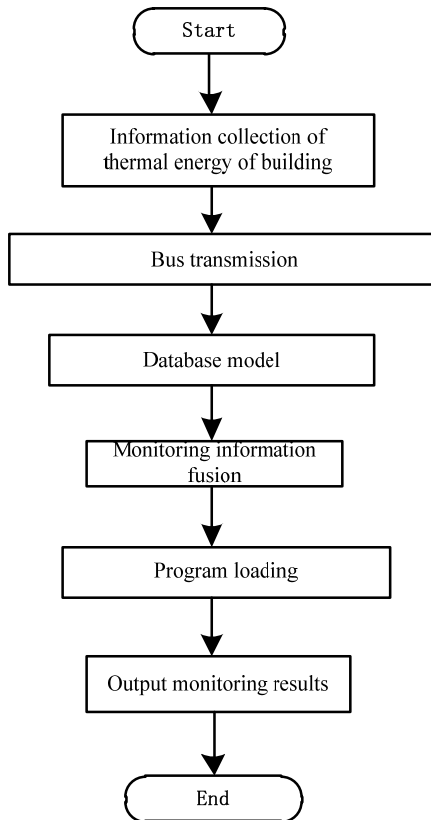 Start
Information collection of
thermal energy of building
Bus transmission
Database model
Monitoring information
fusion
Program loading
Output monitoring results
End